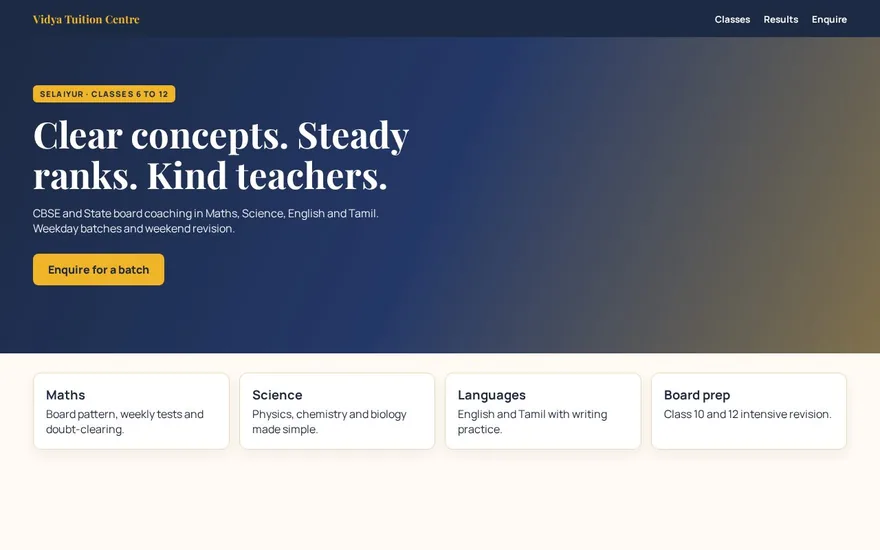 Vidya Tuition Centre
Classes Results Enquire
SELAIYUR · CLASSES 6 TO 12
Clear concepts. Steady
ranks. Kind teachers.
CBSE and State board coaching in Maths, Science, English and Tamil.
Weekday batches and weekend revision.
Enquire for a batch
Maths
Board pattern, weekly tests and
doubt-clearing.
Science
Physics, chemistry and biology
made simple.
Languages
English and Tamil with writing
practice.
Board prep
Class 10 and 12 intensive revision.